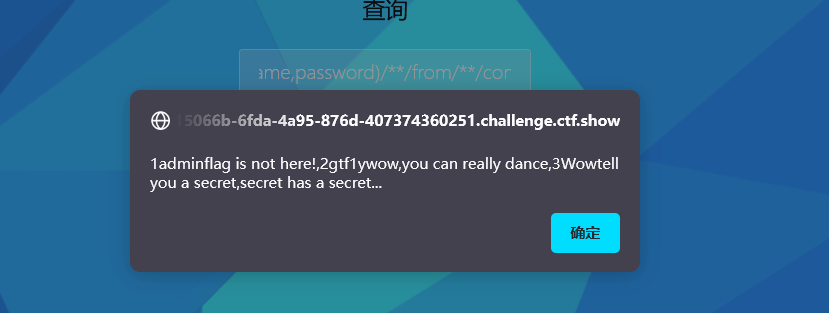 查询
ame,password)/**/from/**/cor
5066b-6fda-4a95-876d-407374360251.challenge.ctf.show
1adminflag is not here!,2gtf1ywow,you can really dance,3Wowtell
you a secret,secret has a secret...
确定